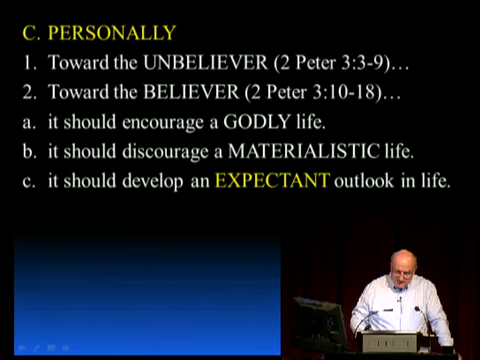 C. PERSONALLY
1. Toward the UNBELIEVER (2 Peter 3:3-9)…
2. Toward the BELIEVER (2 Peter 3:10-18)…
a. it should encourage a GODLY life.
b. it should discourage a MATERIALISTIC life.
c. it should develop an EXPECTANT outlook in life.